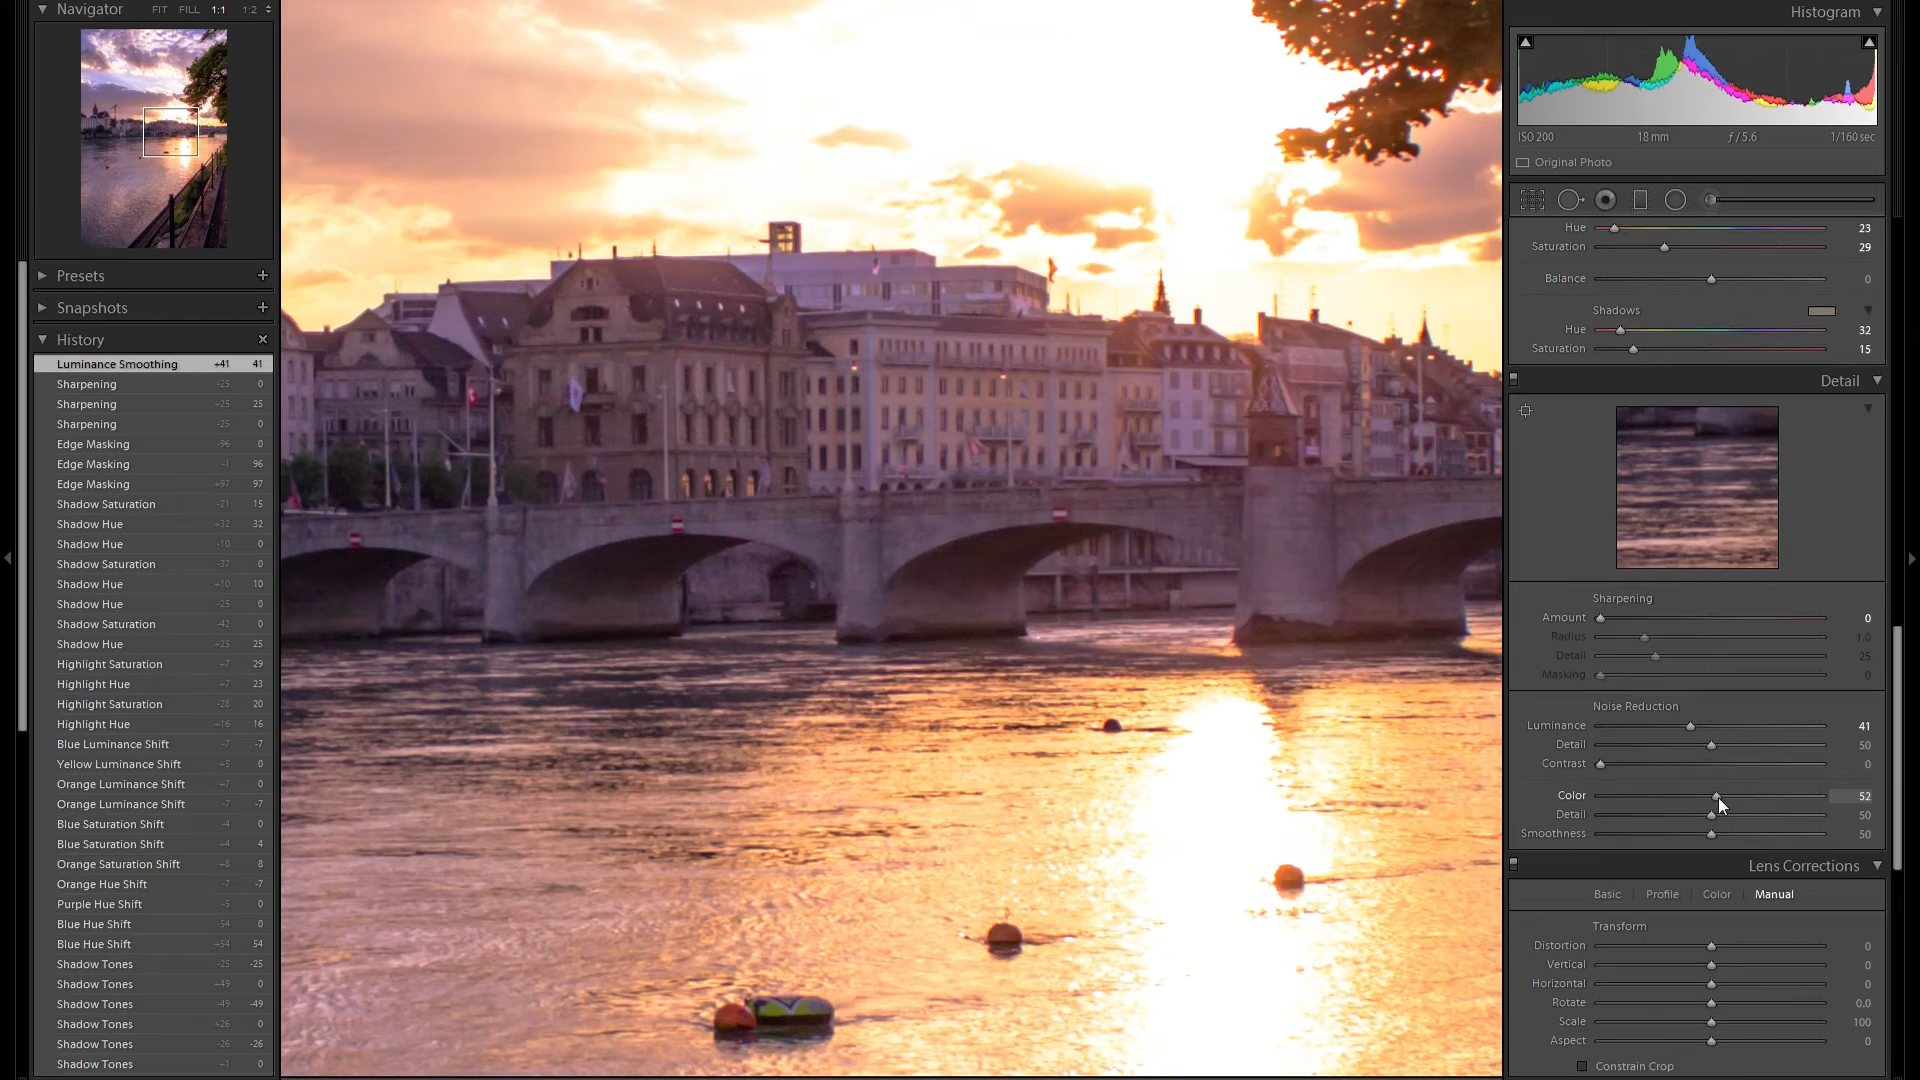 Navigator FIT FILL 1:1 1:2
Presets
Snapshots
History
Luminance Smoothing +41 41
Sharpening -25 0
Sharpening +25 25
Sharpening -25 0
Edge Masking -96 0
Edge Masking -1 96
Edge Masking +97 97
Shadow Saturation -21 15
Shadow Hue +32 32
Shadow Hue -10 0
Shadow Saturation -37 0
Shadow Hue +10 10
Shadow Hue -25 0
Shadow Saturation -42 0
Shadow Hue +25 25
Highlight Saturation +7 29
Highlight Hue +7 23
Highlight Saturation -28 20
Highlight Hue +16 16
Blue Luminance Shift -7 -7
Yellow Luminance Shift +5 0
Orange Luminance Shift +7 0
Orange Luminance Shift -7 -7
Blue Saturation Shift -4 0
Blue Saturation Shift +4 4
Orange Saturation Shift +8 8
Orange Hue Shift -7 -7
Purple Hue Shift -5 0
Blue Hue Shift -54 0
Blue Hue Shift +54 54
Shadow Tones -25 -25
Shadow Tones +49 0
Shadow Tones -49 -49
Shadow Tones +26 0
Shadow Tones -26 -26
Shadow Tones -1 0
Histogram
ISO 200 18 mm ƒ / 5.6 1/160 sec
Original Photo
Hue 23
Saturation 29
Balance 0
Shadows
Hue 32
Saturation 15
Detail
Sharpening
Amount 0
Radius 1.0
Detail 25
Masking 0
Noise Reduction
Luminance 41
Detail 50
Contrast 0
Color 52
Detail 50
Smoothness 50
Lens Corrections
Basic Profile Color Manual
Transform
Distortion 0
Vertical 0
Horizontal 0
Rotate 0.0
Scale 100
Aspect 0
Constrain Crop